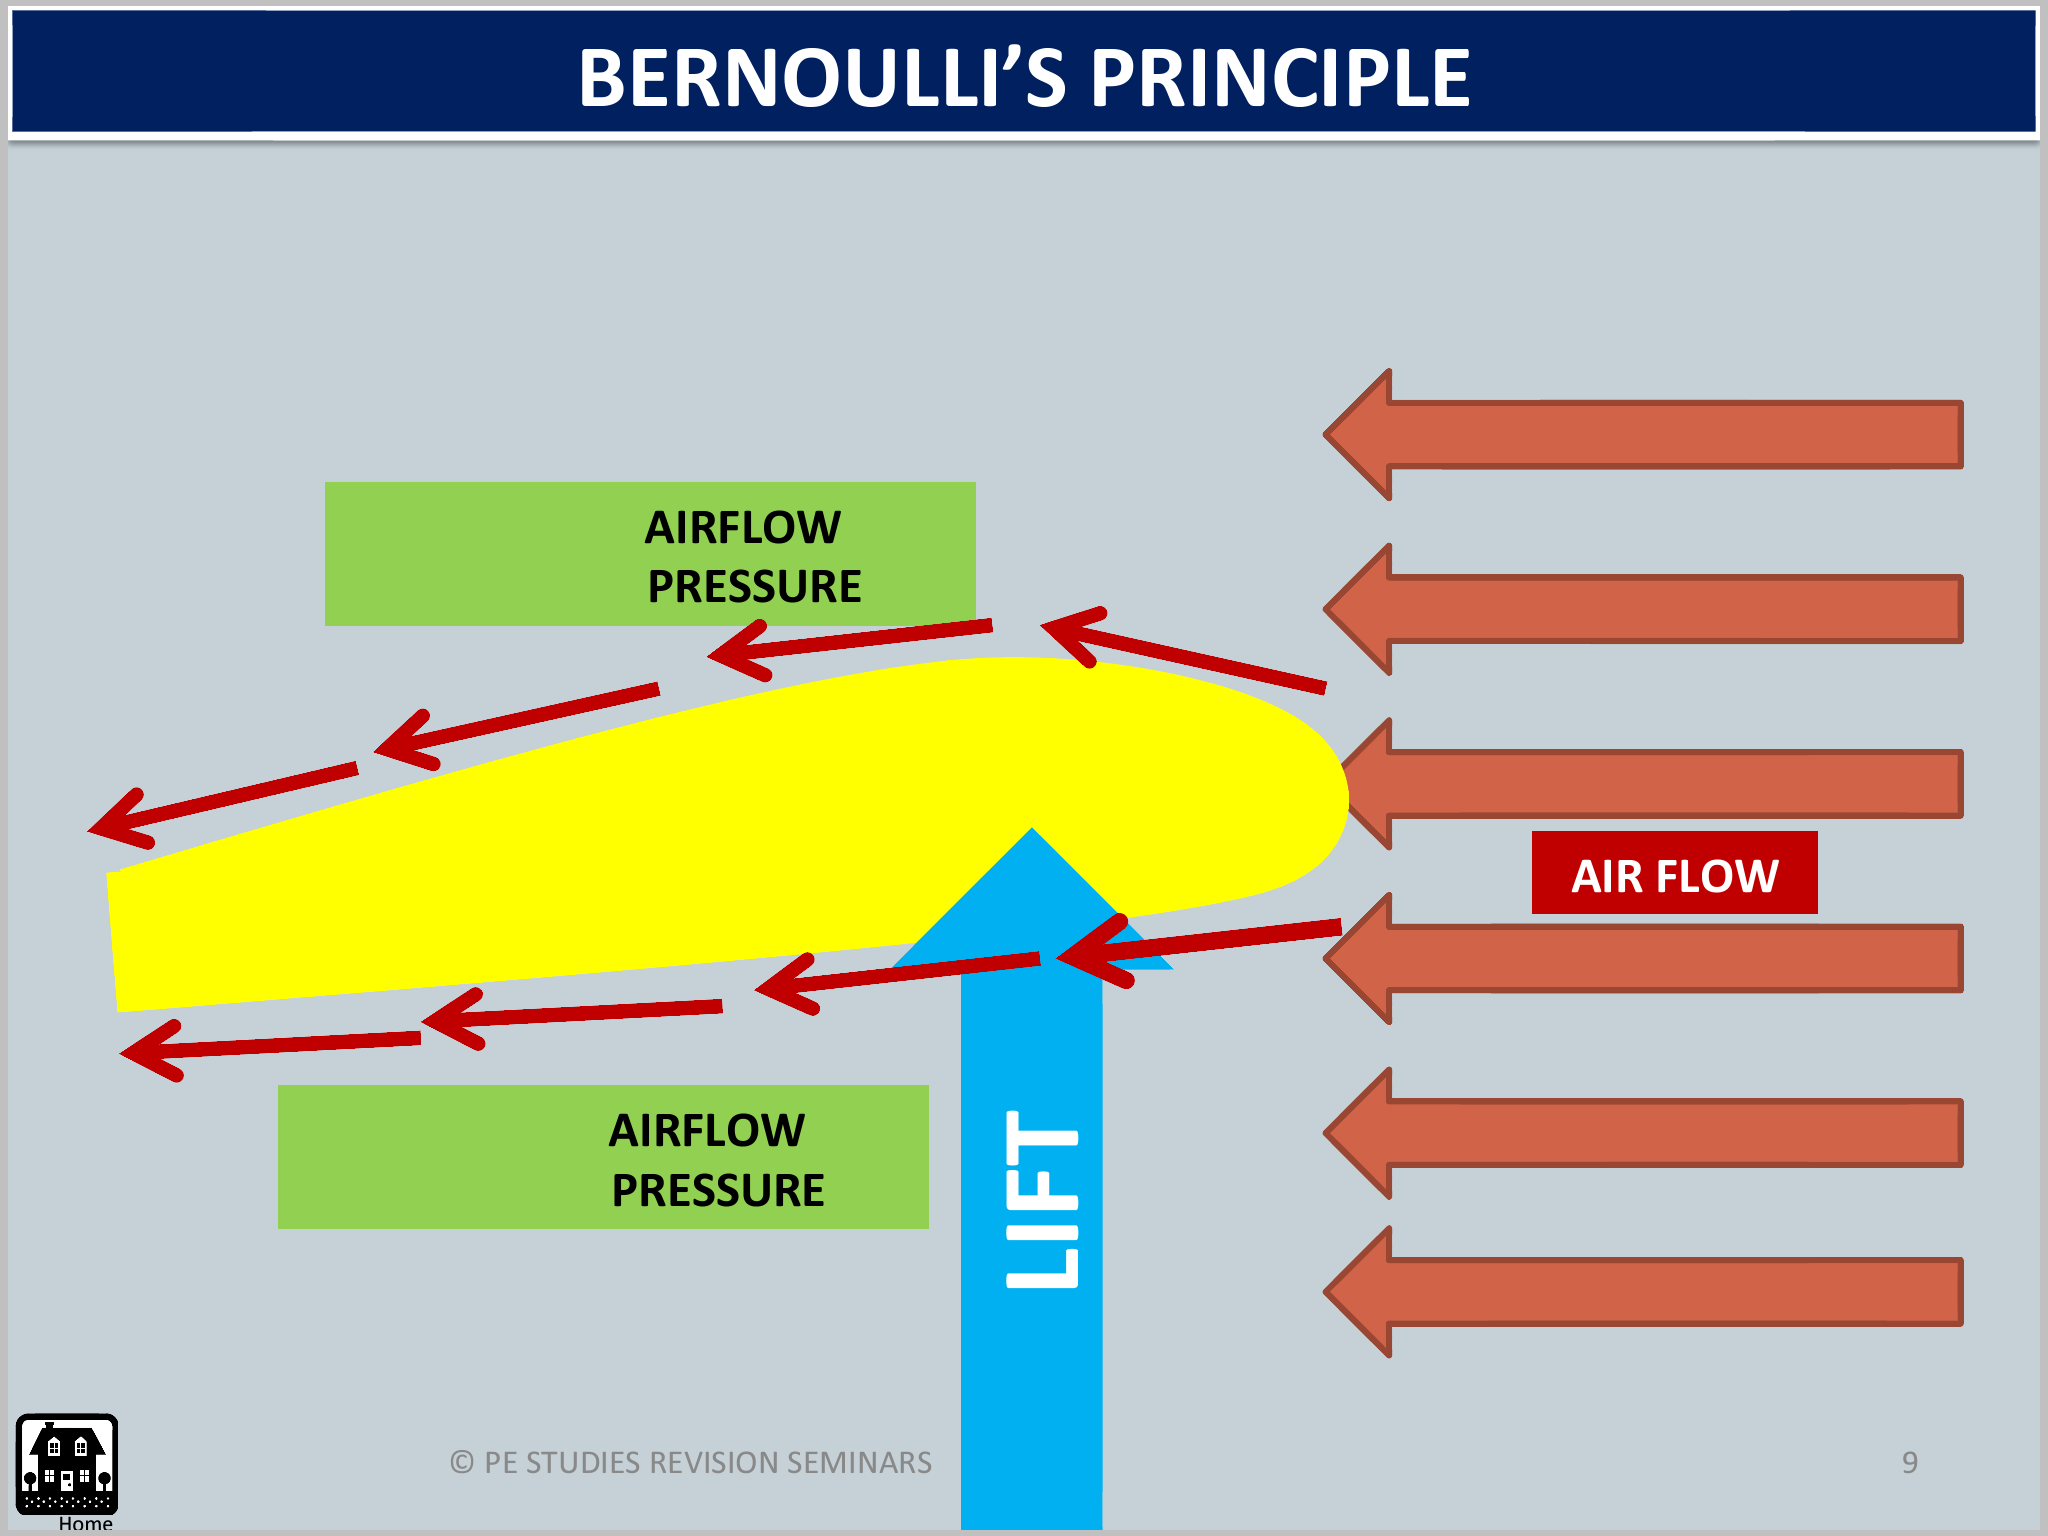 BERNOULLI’S PRINCIPLE
AIRFLOW
PRESSURE
AIR FLOW
AIRFLOW
PRESSURE
LIFT
© PE STUDIES REVISION SEMINARS
9
Home